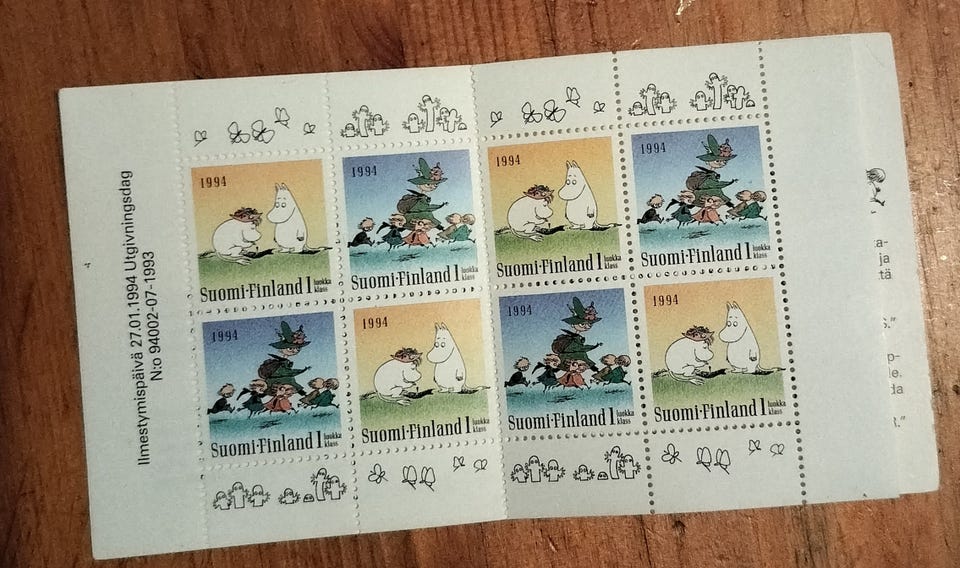 Ilmestymispäivä 27.01.1994 Utgivningsdag
N:o 94002-07-1993
1994
Suomi-Finland 1 luokka
klass
1994
Suomi-Finland 1 luokka
klass
1994
Suomi-Finland 1 luokka
klass
1994
Suomi-Finland 1 luokka
klass
1994
Suomi-Finland 1 luokka
klass
1994
Suomi-Finland 1 luokka
klass
1994
Suomi-Finland 1 luokka
klass
1994
Suomi-Finland 1 luokka
klass
ja